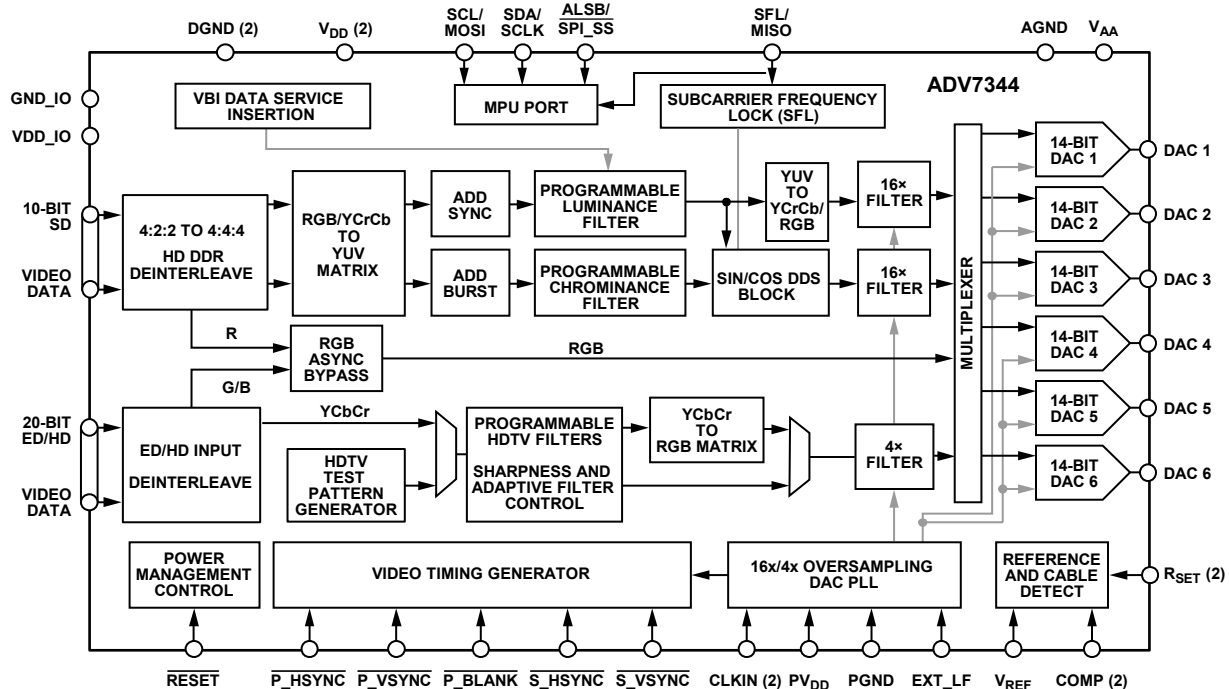 DGND (2)
VDD (2)
SCL/
MOSI
SDA/
SCLK
ALSB/
SPI_SS
SFL/
MISO
AGND
VAA
GND_IO
VDD_IO
VBI DATA SERVICE
INSERTION
MPU PORT
SUBCARRIER FREQUENCY
LOCK (SFL)
ADV7344
10-BIT
SD
VIDEO
DATA
4:2:2 TO 4:4:4
HD DDR
DEINTERLEAVE
RGB/YCrCb
TO
YUV
MATRIX
ADD
SYNC
PROGRAMMABLE
LUMINANCE
FILTER
YUV
TO
YCrCb/
RGB
16×
FILTER
ADD
BURST
PROGRAMMABLE
CHROMINANCE
FILTER
SIN/COS DDS
BLOCK
16×
FILTER
MULTIPLEXER
14-BIT
DAC 1
DAC 1
14-BIT
DAC 2
DAC 2
14-BIT
DAC 3
DAC 3
14-BIT
DAC 4
DAC 4
14-BIT
DAC 5
DAC 5
14-BIT
DAC 6
DAC 6
R
G/B
RGB
ASYNC
BYPASS
RGB
20-BIT
ED/HD
VIDEO
DATA
ED/HD INPUT
DEINTERLEAVE
YCbCr
HDTV
TEST
PATTERN
GENERATOR
PROGRAMMABLE
HDTV FILTERS
SHARPNESS AND
ADAPTIVE FILTER
CONTROL
YCbCr
TO
RGB MATRIX
4×
FILTER
POWER
MANAGEMENT
CONTROL
VIDEO TIMING GENERATOR
16x/4x OVERSAMPLING
DAC PLL
REFERENCE
AND CABLE
DETECT
RSET (2)
RESET
P_HSYNC
P_VSYNC
P_BLANK
S_HSYNC
S_VSYNC
CLKIN (2)
PVDD
PGND
EXT_LF
VREF
COMP (2)